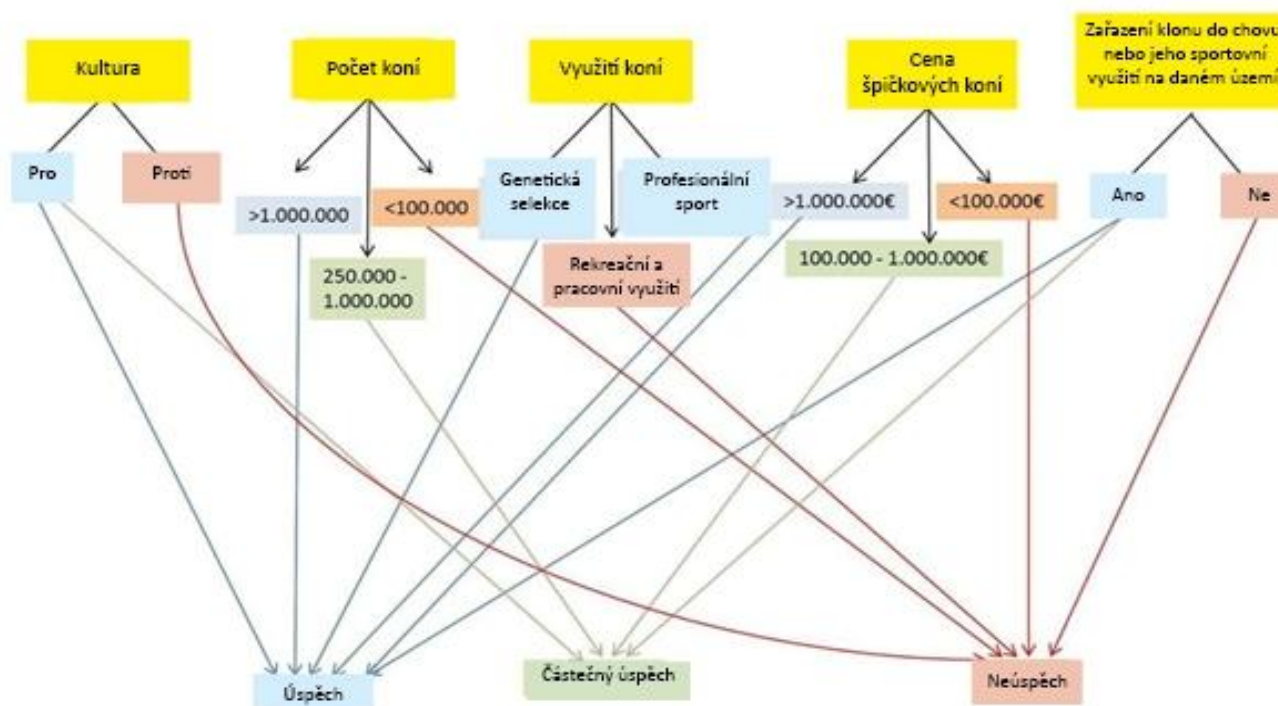 Kultura
Počet koní
Využití koní
Cena
špičkových koní
Zařazení klonu do chovu
nebo jeho sportovní
využití na daném území
Pro
Proti
>1.000.000
<100.000
250.000 -
1.000.000
Genetická
selekce
Profesionální
sport
Rekreační a
pracovní využití
>1.000.000€
<100.000€
100.000 - 1.000.000€
Ano
Ne
Úspěch
Částečný úspěch
Neúspěch